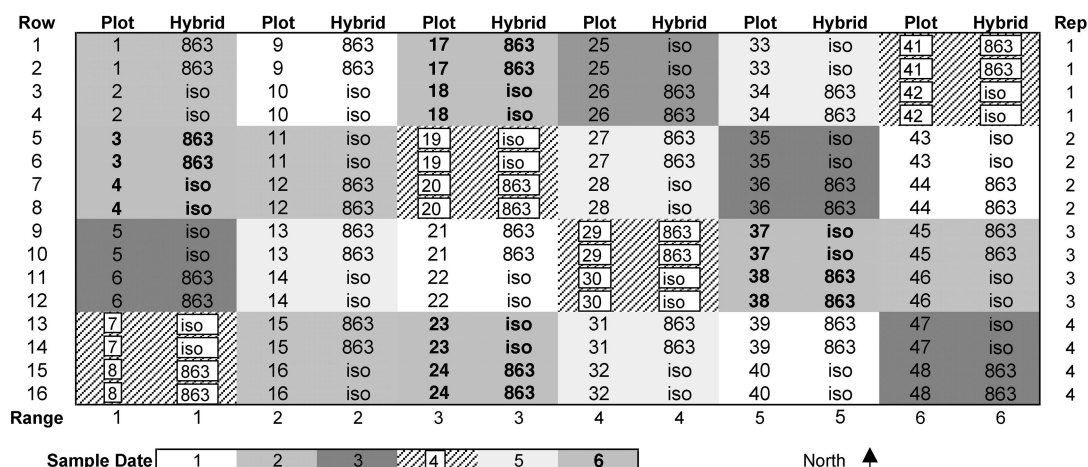 Row Plot Hybrid Plot Hybrid Plot Hybrid Plot Hybrid Plot Hybrid Plot Hybrid Rep
1 1 863 9 863 17 863 25 iso 33 iso 41 863 1
2 1 863 9 863 17 863 25 iso 33 iso 41 863 1
3 2 iso 10 iso 18 iso 26 863 34 863 42 iso 1
4 2 iso 10 iso 18 iso 26 863 34 863 42 iso 1
5 3 863 11 iso 19 iso 27 863 35 iso 43 iso 2
6 3 863 11 iso 19 iso 27 863 35 iso 43 iso 2
7 4 iso 12 863 20 863 28 iso 36 863 44 863 2
8 4 iso 12 863 20 863 28 iso 36 863 44 863 2
9 5 iso 13 863 21 863 29 863 37 iso 45 863 3
10 5 iso 13 863 21 863 29 863 37 iso 45 863 3
11 6 863 14 iso 22 iso 30 iso 38 863 46 iso 3
12 6 863 14 iso 22 iso 30 iso 38 863 46 iso 3
13 7 iso 15 863 23 iso 31 863 39 863 47 iso 4
14 7 iso 15 863 23 iso 31 863 39 863 47 iso 4
15 8 863 16 iso 24 863 32 iso 40 iso 48 863 4
16 8 863 16 iso 24 863 32 iso 40 iso 48 863 4
Range 1 1 2 2 3 3 4 4 5 5 6 6
Sample Date 1 2 3 4 5 6 North